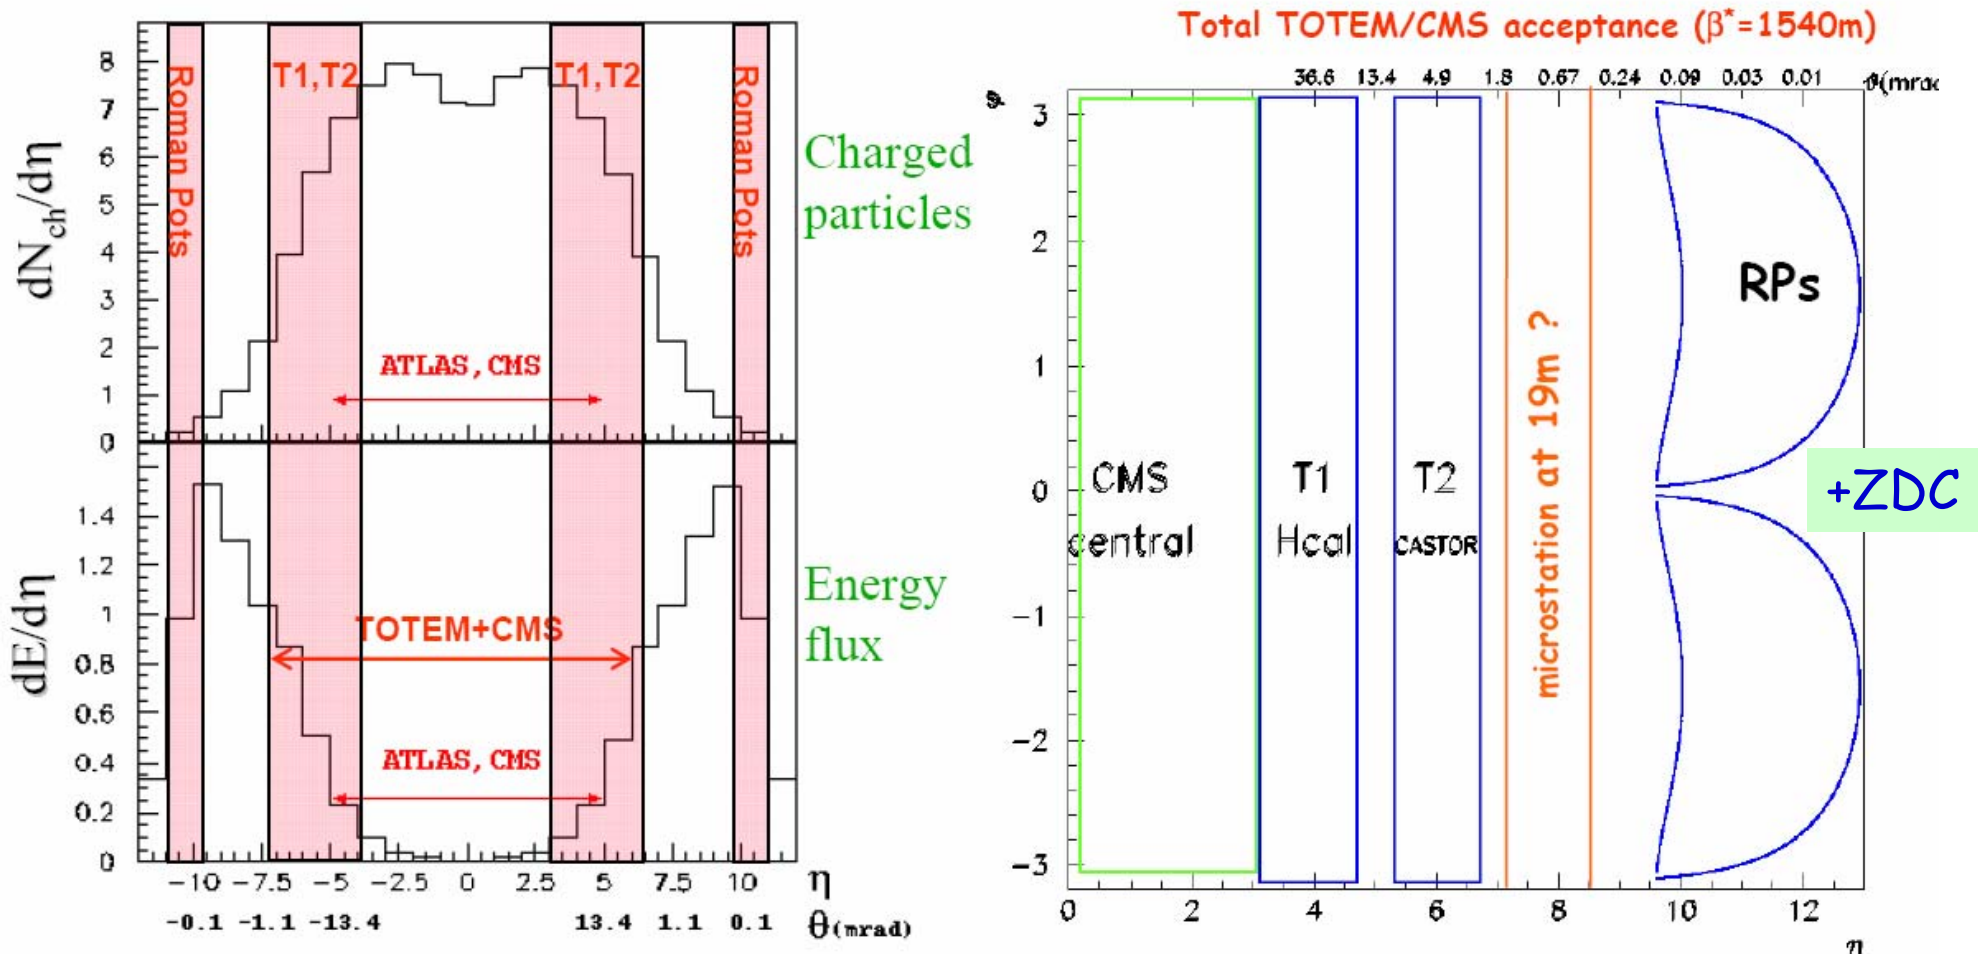 8
7
6
5
4
3
2
1
0
dN_ch/dη
Roman Pots
T1,T2
T1,T2
Roman Pots
ATLAS,CMS
Charged
particles
1.4
1.2
1
0.8
0.6
0.4
0.2
0
dE/dη
TOTEM+CMS
ATLAS,CMS
Energy
flux
-10 -7.5 -5 -2.5 0 2.5 5 7.5 10 η
-0.1 -1.1 -13.4 13.4 1.1 0.1 θ(mrad)
Total TOTEM/CMS acceptance (β*=1540m)
36.6 13.4 4.9 1.8 0.67 0.24 0.09 0.03 0.01
φ
3
2
1
0
-1
-2
-3
CMS
central
T1
Hcal
T2
CASTOR
microstation at 19m ?
RPs
+ZDC
0 2 4 6 8 10 12
η